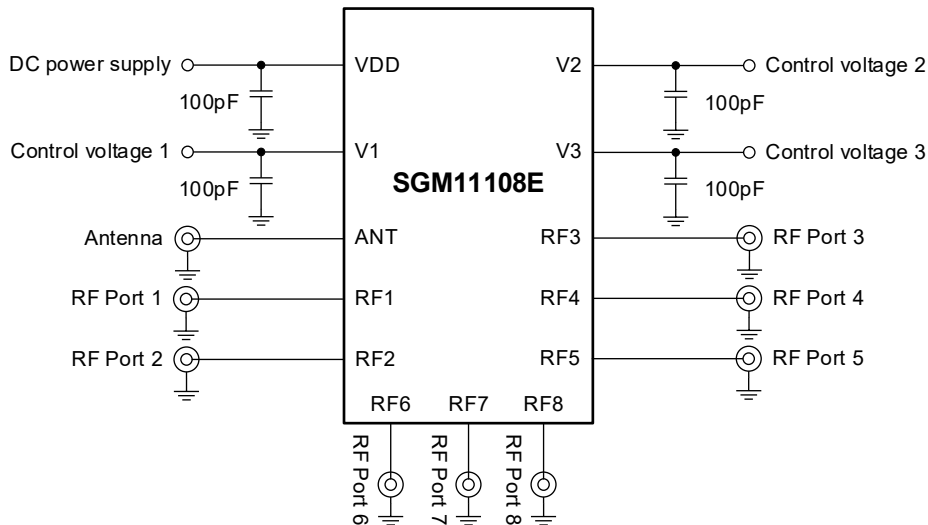 DC power supply
VDD
V2
Control voltage 2
100pF
100pF
Control voltage 1
V1
V3
Control voltage 3
SGM11108E
100pF
100pF
Antenna
ANT
RF3
RF Port 3
RF Port 1
RF1
RF4
RF Port 4
RF Port 2
RF2
RF5
RF Port 5
RF6
RF7
RF8
RF Port 6
RF Port 7
RF Port 8